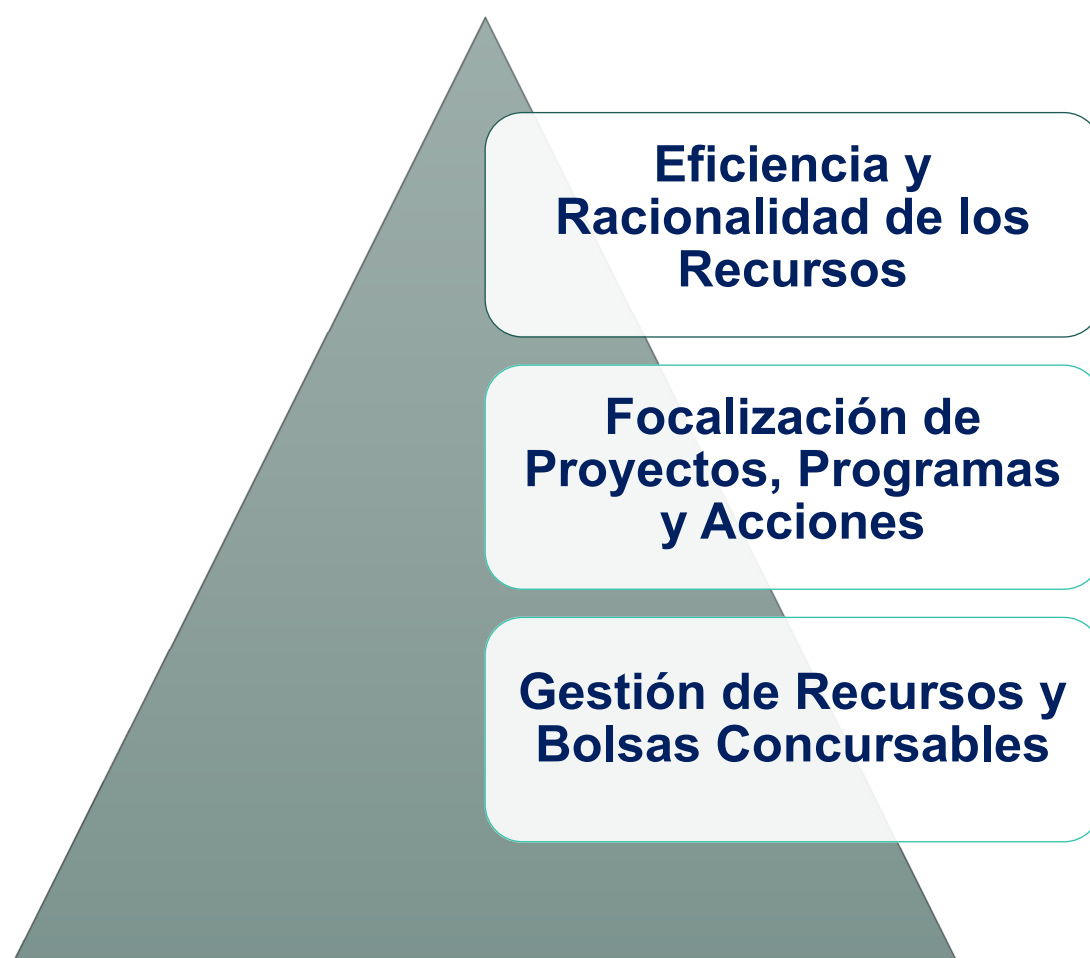 Eficiencia y
Racionalidad de los
Recursos
Focalización de
Proyectos, Programas
y Acciones
Gestión de Recursos y
Bolsas Concursables